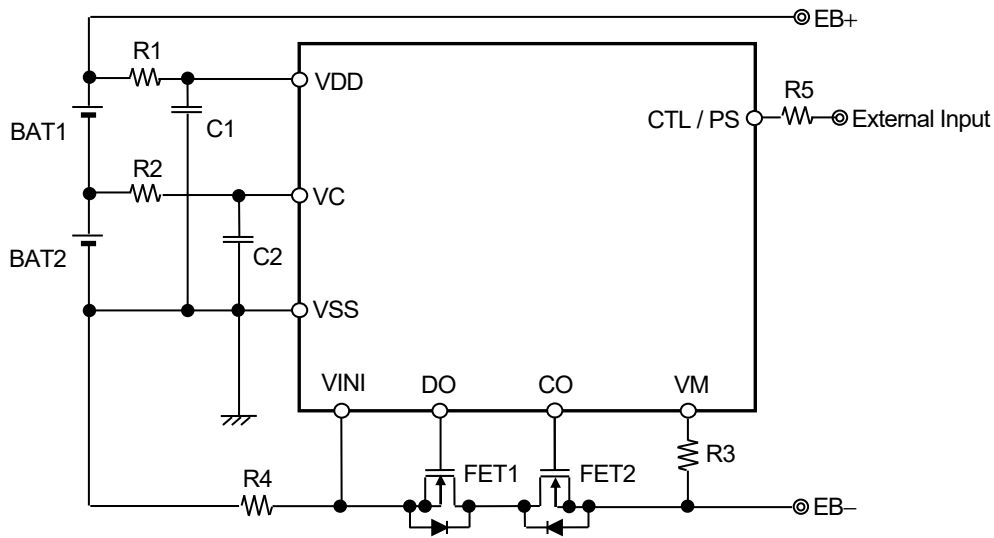 EB+
R1
VDD
R5
BAT1
C1
CTL / PS
External Input
R2
VC
BAT2
C2
VSS
VINI
DO
CO
VM
R3
R4
FET1
FET2
EB−